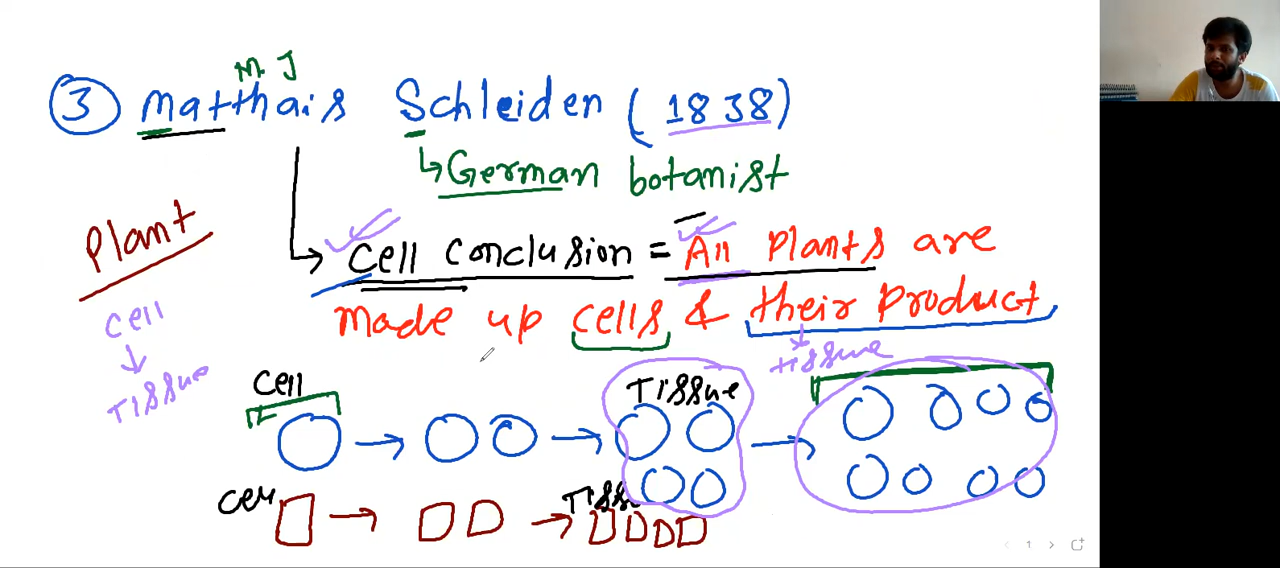 M. J
③ Matthais Schleiden (1838)
German botanist
Plant
Cell conclusion = All plants are
made up cells & their product
cell
Tissue
tissue
Cell
Tissue
Cell
Tiss
1